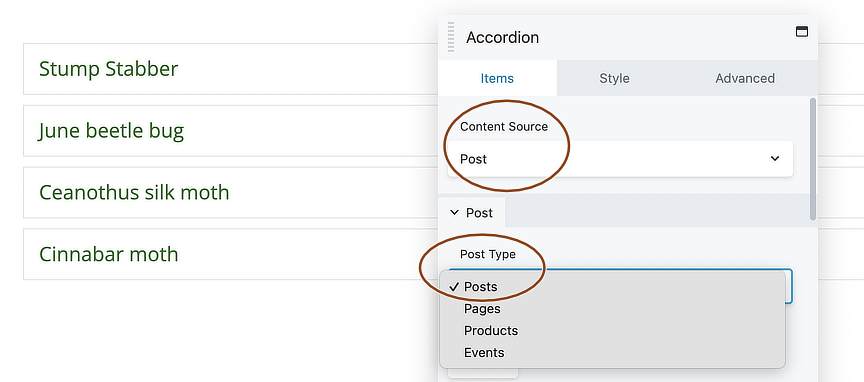 Stump Stabber
June beetle bug
Ceanothus silk moth
Cinnabar moth
Accordion
Items Style Advanced
Content Source
Post
Post
Post Type
✓ Posts
Pages
Products
Events